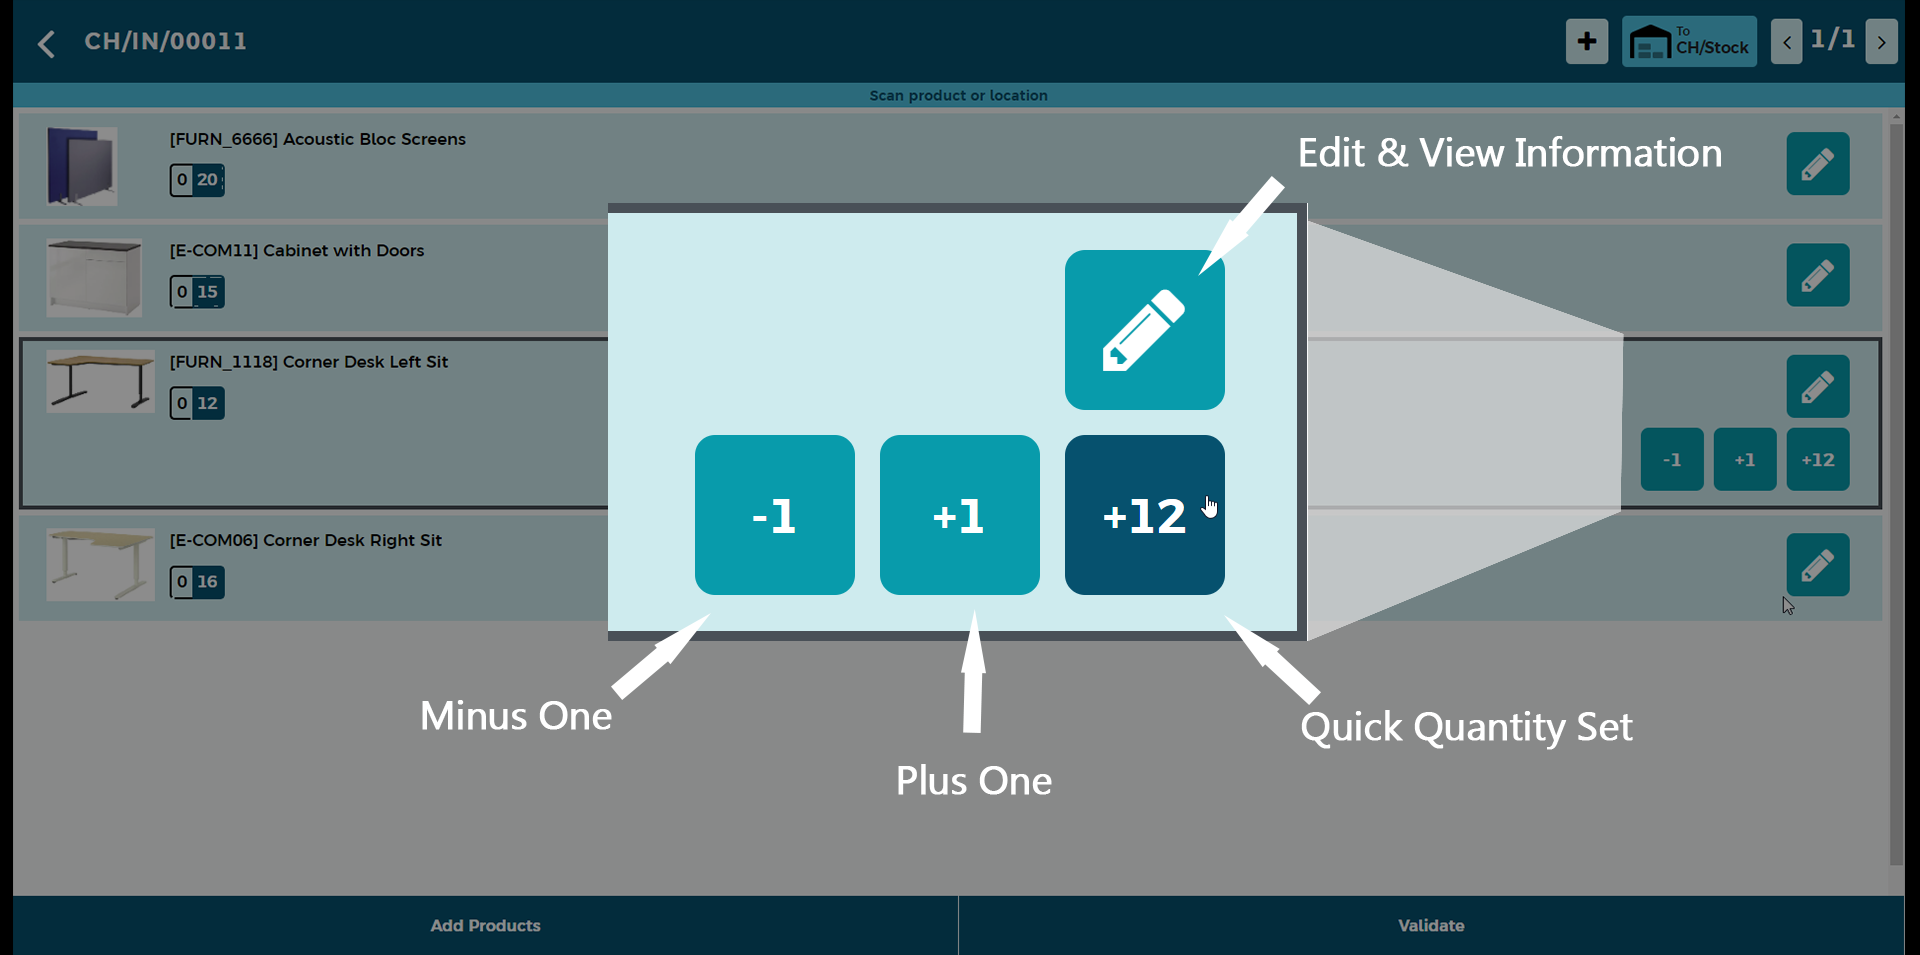 CH/IN/00011
To
CH/Stock
1/1
Scan product or location
[FURN_6666] Acoustic Bloc Screens
0 20
Edit & View Information
[E-COM11] Cabinet with Doors
0 15
[FURN_1118] Corner Desk Left Sit
0 12
-1 +1 +12
-1 +1 +12
[E-COM06] Corner Desk Right Sit
0 16
Minus One
Plus One
Quick Quantity Set
Add Products
Validate